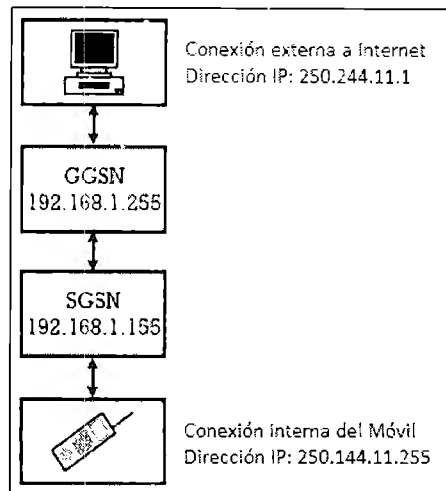 Conexión externa a Internet
Dirección IP: 250.244.11.1
GGSN
192.168.1.255
SGSN
192.168.1.155
Conexión interna del Móvil
Dirección IP: 250.144.11.255